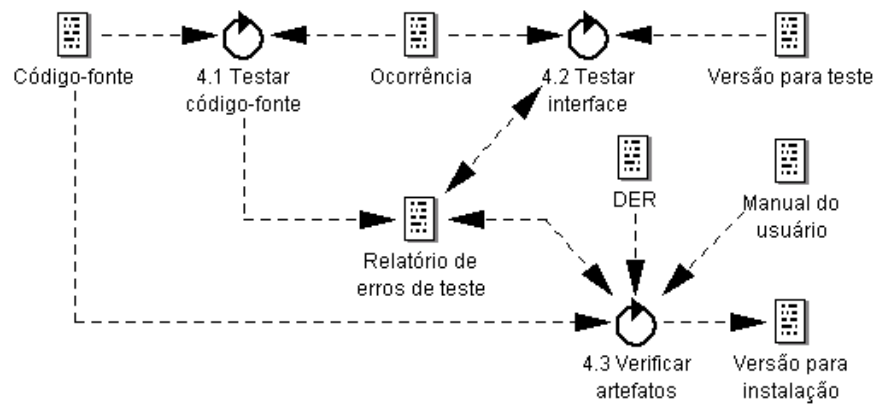 Código-fonte
4.1 Testar
código-fonte
Ocorrência
4.2 Testar
interface
Versão para teste
DER
Manual do
usuário
Relatório de
erros de teste
4.3 Verificar
artefatos
Versão para
instalação